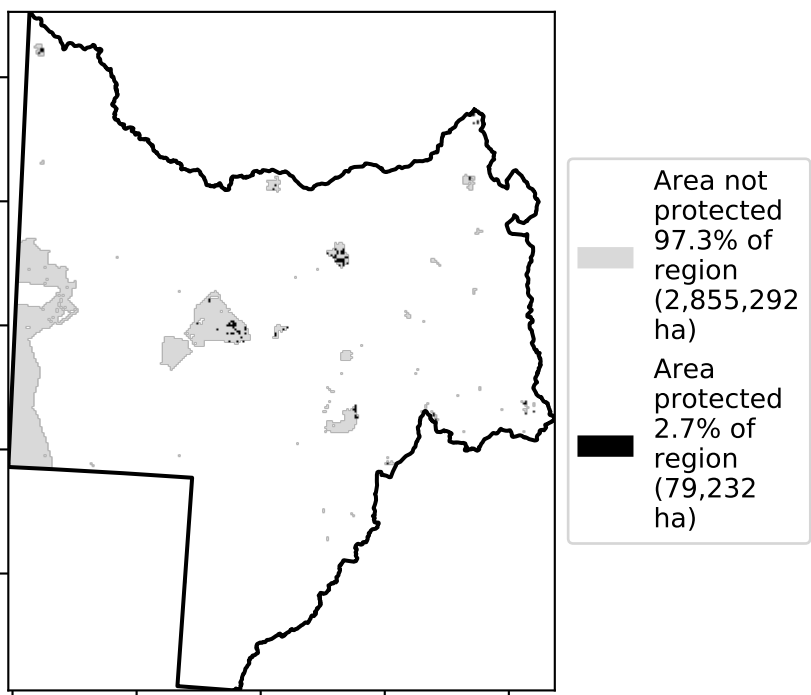 Area not
protected
97.3% of
region
(2,855,292
ha)
Area
protected
2.7% of
region
(79,232
ha)